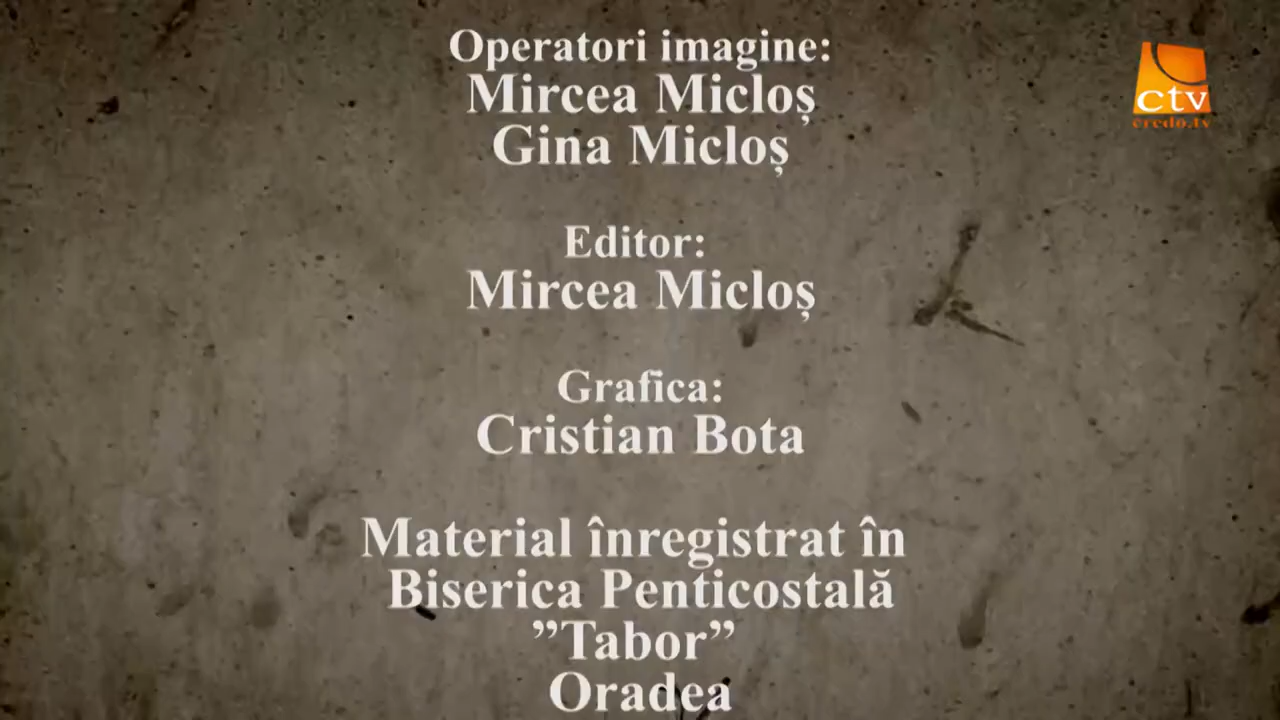 Operatori imagine:
Mircea Micloș
Gina Micloș
Editor:
Mircea Micloș
Grafica:
Cristian Bota
Material înregistrat în
Biserica Penticostală
”Tabor”
Oradea
ctv
credo.tv